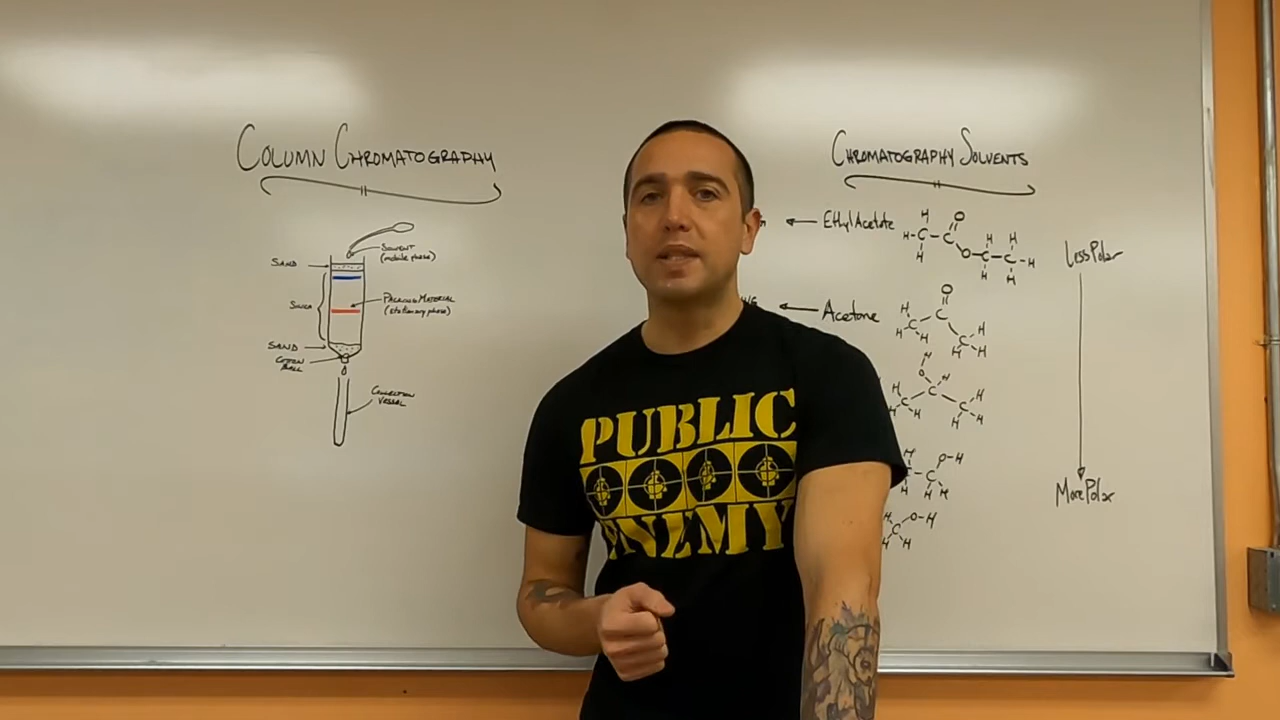 COLUMN CHROMATOGRAPHY
SOLVENT
(mobile phase)
SAND
SILICA
PACKING MATERIAL
(stationary phase)
SAND
COTTON
BALL
COLLECTION
VESSEL
PUBLIC
ENEMY
CHROMATOGRAPHY SOLVENTS
Ethyl Acetate
Less Polar
Acetone
More Polar